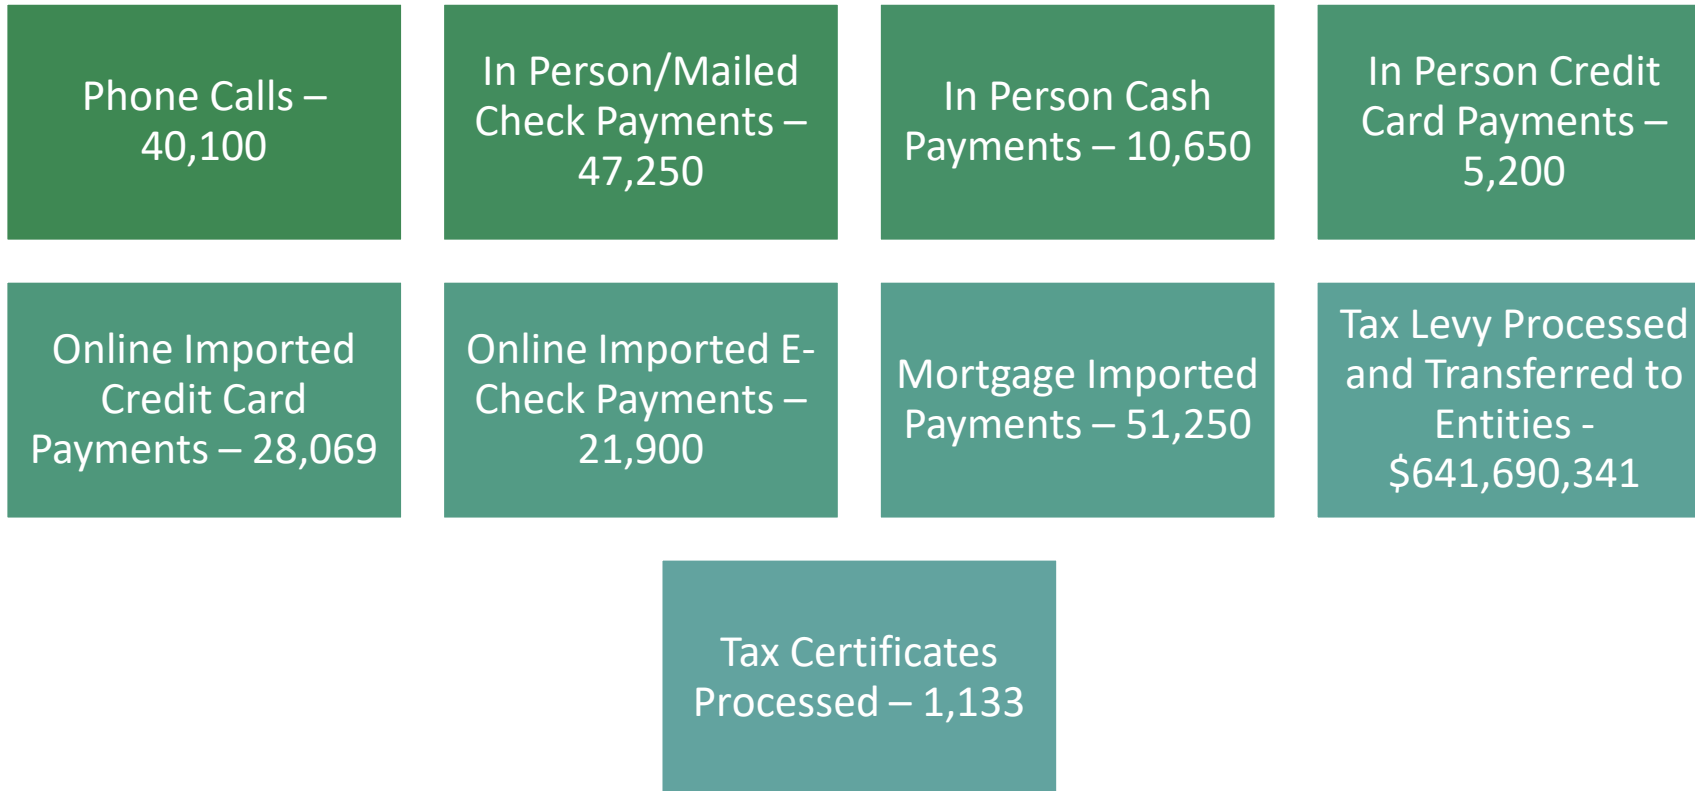 Phone Calls –
40,100
In Person/Mailed
Check Payments –
47,250
In Person Cash
Payments – 10,650
In Person Credit
Card Payments –
5,200
Online Imported
Credit Card
Payments – 28,069
Online Imported E-
Check Payments –
21,900
Mortgage Imported
Payments – 51,250
Tax Levy Processed
and Transferred to
Entities -
$641,690,341
Tax Certificates
Processed – 1,133